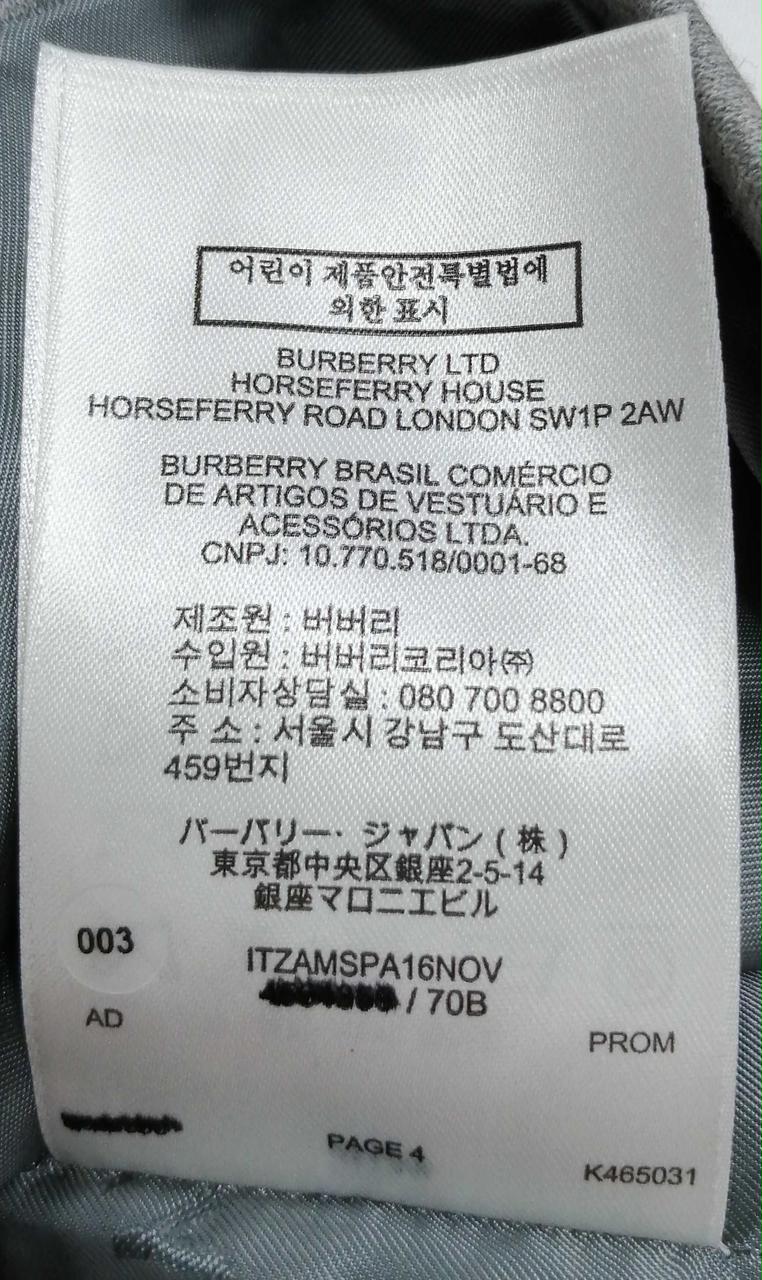 어린이 제품안전특별법에
의한 표시
BURBERRY LTD
HORSEFERRY HOUSE
HORSEFERRY ROAD LONDON SW1P 2AW
BURBERRY BRASIL COMÉRCIO
DE ARTIGOS DE VESTUÁRIO E
ACESSÓRIOS LTDA.
CNPJ: 10.770.518/0001-68
제조원 : 버버리
수입원 : 버버리코리아㈜
소비자상담실 : 080 700 8800
주 소 : 서울시 강남구 도산대로
459번지
バーバリー・ジャパン ( 株 )
東京都中央区銀座2-5-14
銀座マロニエビル
003
ITZAMSPA16NOV
/ 70B
AD
PROM
PAGE 4
K465031